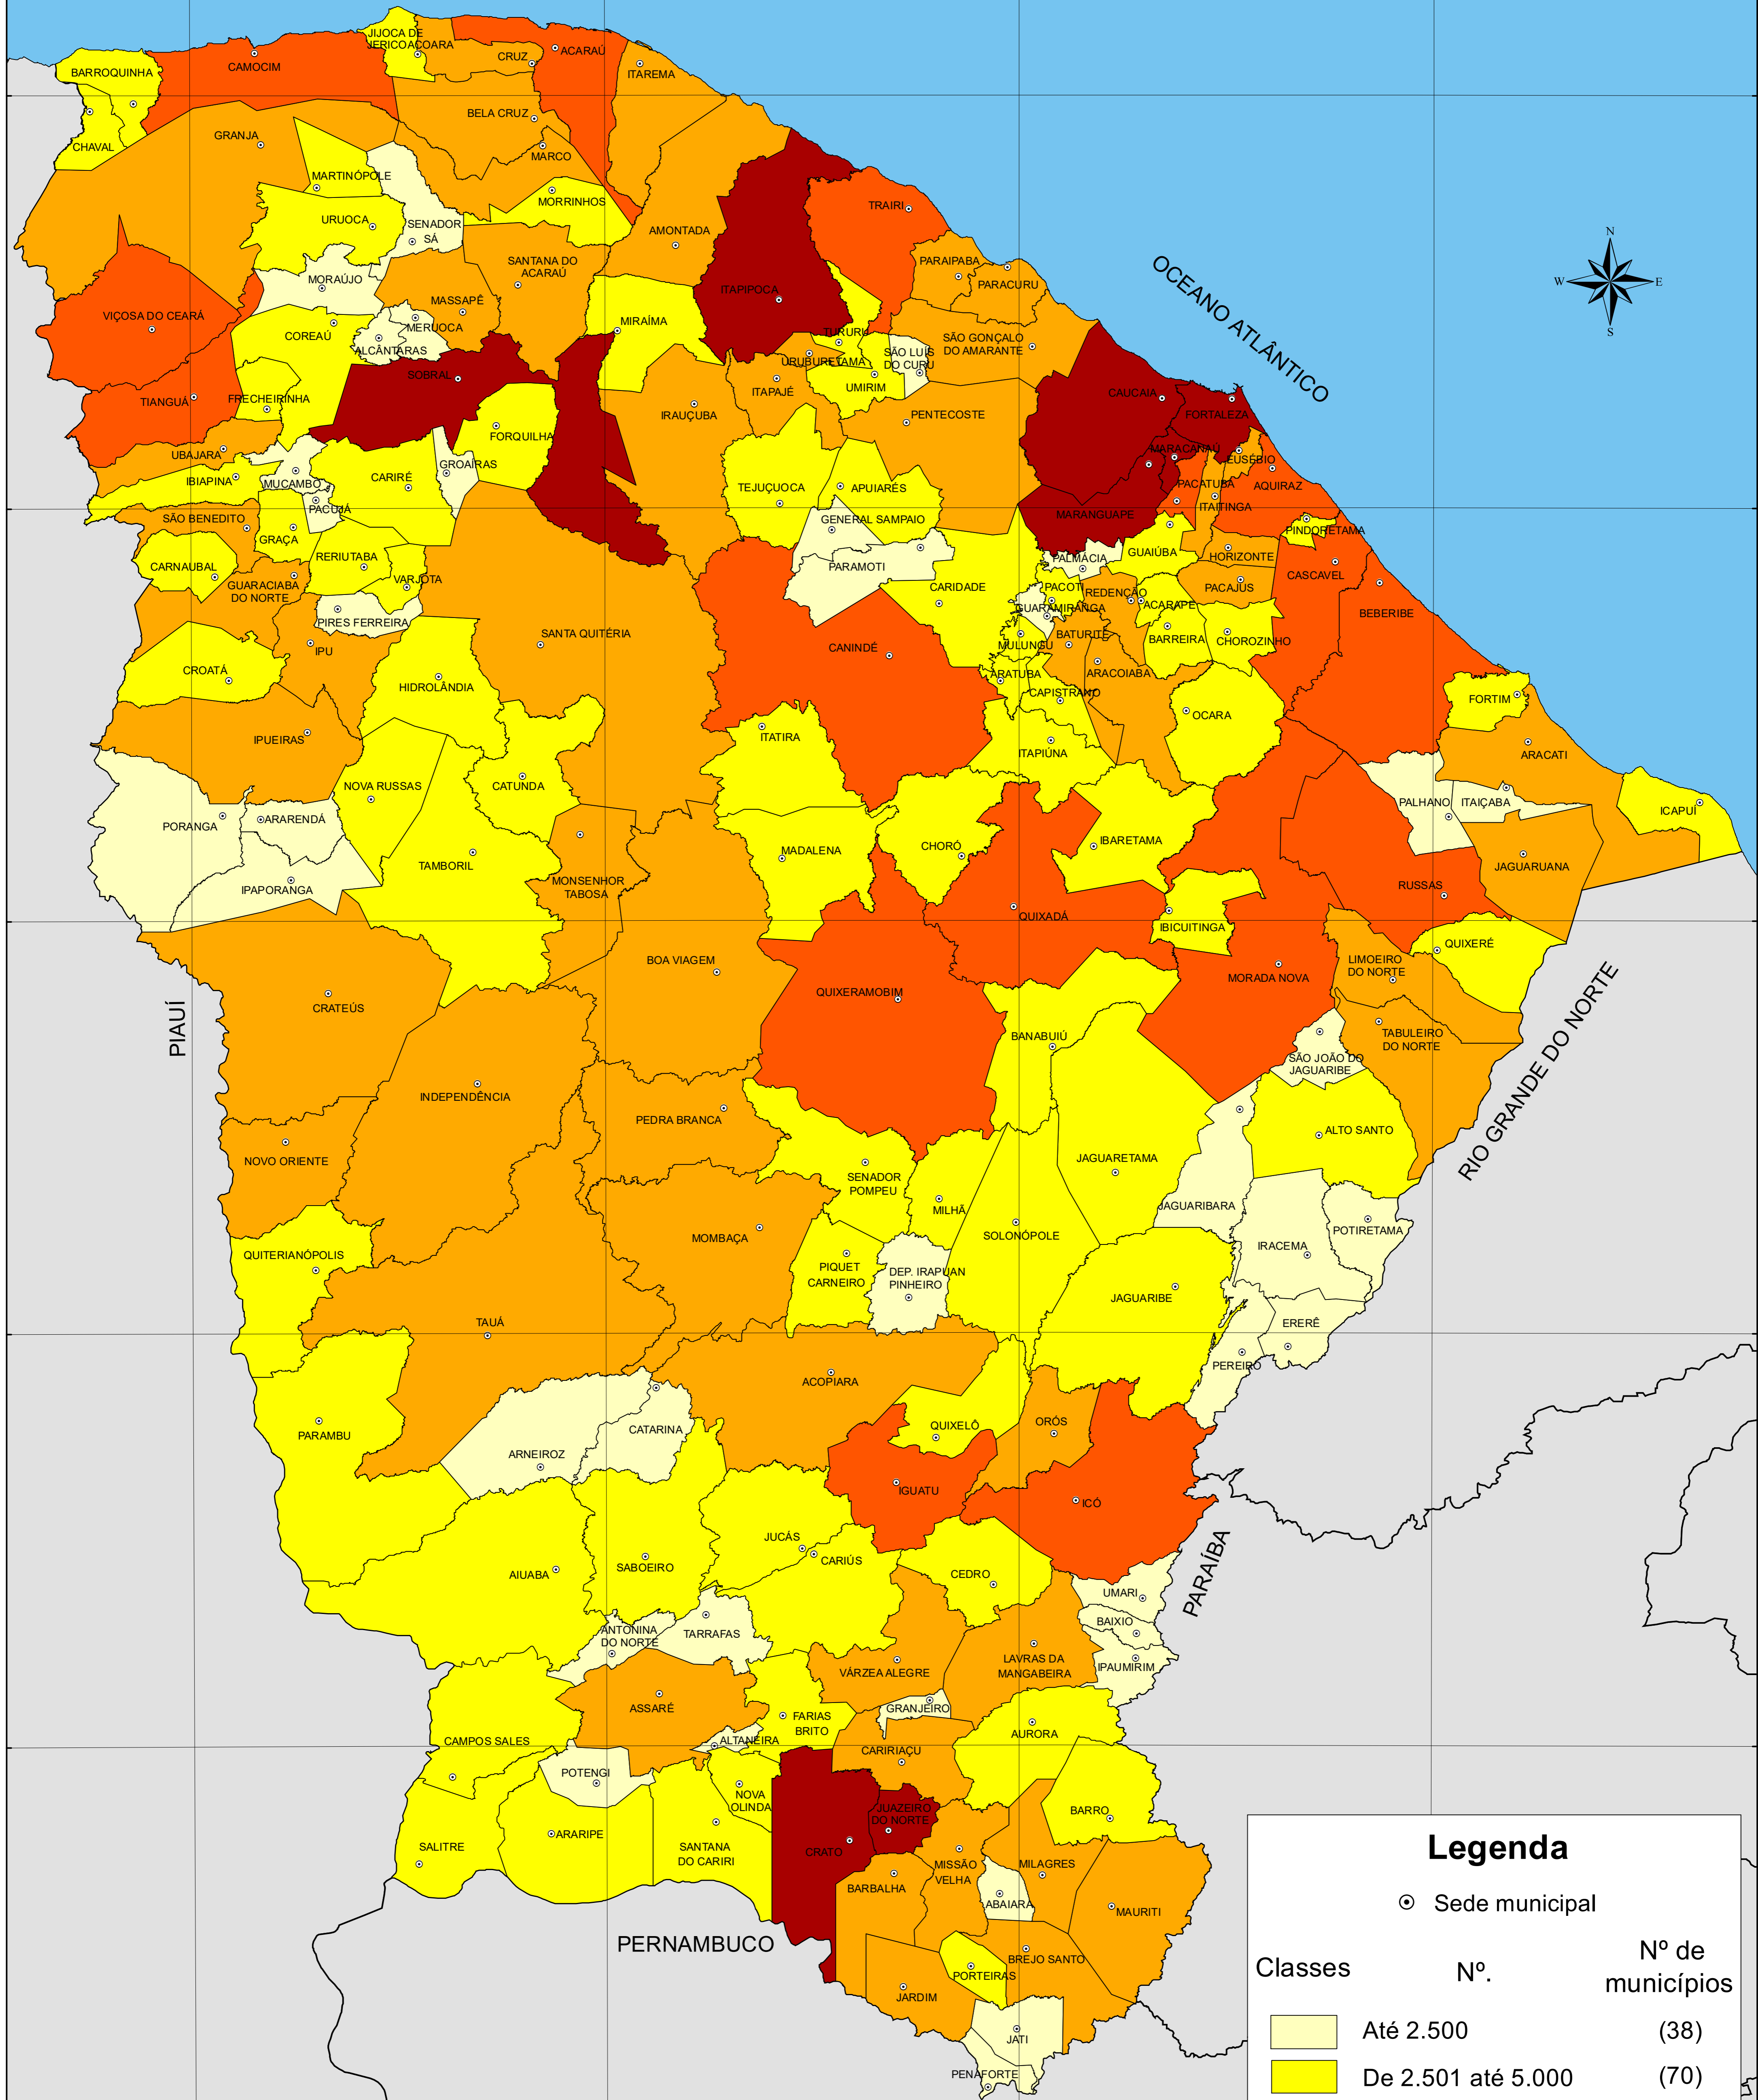 JIJOCA DE
JERICOACOARA
CRUZ
ACARAÚ
BARROQUINHA
CAMOCIM
ITAREMA
BELA CRUZ
GRANJA
CHAVAL
MARCO
MARTINÓPOLE
MORRINHOS
TRAIRI
URUOCA
SENADOR
SÁ
AMONTADA
N
W
E
S
OCEANO ATLÂNTICO
SANTANA DO
ACARAÚ
PARAIPABA
PARACURU
MORAÚJO
ITAPIPOCA
MASSAPÊ
VIÇOSA DO CEARÁ
MIRAÍMA
MERUOCA
COREAÚ
TURURU
SÃO GONÇALO
DO AMARANTE
ALCÂNTARAS
SÃO LUÍS
DO CURU
URUBURETAMA
SOBRAL
UMIRIM
ITAPAJÉ
CAUCAIA
TIANGUÁ
FRECHEIRINHA
IRAUÇUBA
PENTECOSTE
FORTALEZA
FORQUILHA
MARACANAÚ
UBAJARA
EUSÉBIO
GROAÍRAS
IBIAPINA
MUCAMBO
CARIRÉ
TEJUÇUOCA
APUIARÉS
PACATUBA
AQUIRAZ
PACUJÁ
ITAITINGA
SÃO BENEDITO
GENERAL SAMPAIO
MARANGUAPE
PINDORETAMA
GRAÇA
RERIUTABA
PALMÁCIA
GUAIÚBA
HORIZONTE
CARNAUBAL
PARAMOTI
CASCAVEL
VARJOTA
GUARACIABA
DO NORTE
CARIDADE
PACOTI
REDENÇÃO
PACAJUS
ACARAPE
GUARAMIRANGA
BEBERIBE
PIRES FERREIRA
SANTA QUITÉRIA
BATURITÉ
BARREIRA
CHOROZINHO
IPU
CANINDÉ
MULUNGU
CROATÁ
ARATUBA
ARACOIABA
HIDROLÂNDIA
CAPISTRANO
FORTIM
OCARA
IPUEIRAS
ITATIRA
ITAPIÚNA
ARACATI
NOVA RUSSAS
CATUNDA
PALHANO
ITAIÇABA
ICAPUÍ
PORANGA
ARARENDÁ
MADALENA
CHORÓ
IBARETAMA
TAMBORIL
JAGUARUANA
MONSENHOR
TABOSA
IPAPORANGA
RUSSAS
QUIXADÁ
IBICUITINGA
QUIXERÉ
BOA VIAGEM
LIMOEIRO
DO NORTE
MORADA NOVA
QUIXERAMOBIM
CRATEÚS
PIAUÍ
BANABUIÚ
TABULEIRO
DO NORTE
RIO GRANDE DO NORTE
SÃO JOÃO DO
JAGUARIBE
INDEPENDÊNCIA
PEDRA BRANCA
ALTO SANTO
NOVO ORIENTE
JAGUARETAMA
SENADOR
POMPEU
MILHÃ
JAGUARIBARA
POTIRETAMA
MOMBAÇA
SOLONÓPOLE
IRACEMA
QUITERIANÓPOLIS
PIQUET
CARNEIRO
DEP. IRAPUAN
PINHEIRO
JAGUARIBE
TAUÁ
ERERÊ
PEREIRO
ACOPIARA
PARAMBU
CATARINA
QUIXELÔ
ORÓS
ARNEIROZ
IGUATU
ICÓ
JUCÁS
CARIÚS
SABOEIRO
AIUABA
CEDRO
PARAÍBA
UMARI
BAIXIO
ANTONINA
DO NORTE
TARRAFAS
LAVRAS DA
MANGABEIRA
IPAUMIRIM
VÁRZEA ALEGRE
ASSARÉ
GRANJEIRO
FARIAS
BRITO
AURORA
CAMPOS SALES
ALTANEIRA
CARIRIAÇU
POTENGI
NOVA
OLINDA
JUAZEIRO
DO NORTE
BARRO
ARARIPE
SALITRE
SANTANA
DO CARIRI
CRATO
MISSÃO
VELHA
MILAGRES
BARBALHA
ABAIARA
MAURITI
PERNAMBUCO
BREJO SANTO
PORTEIRAS
JARDIM
JATI
PENAFORTE
Legenda
Sede municipal
Classes
Nº.
Nº de
municípios
Até 2.500
(38)
De 2.501 até 5.000
(70)